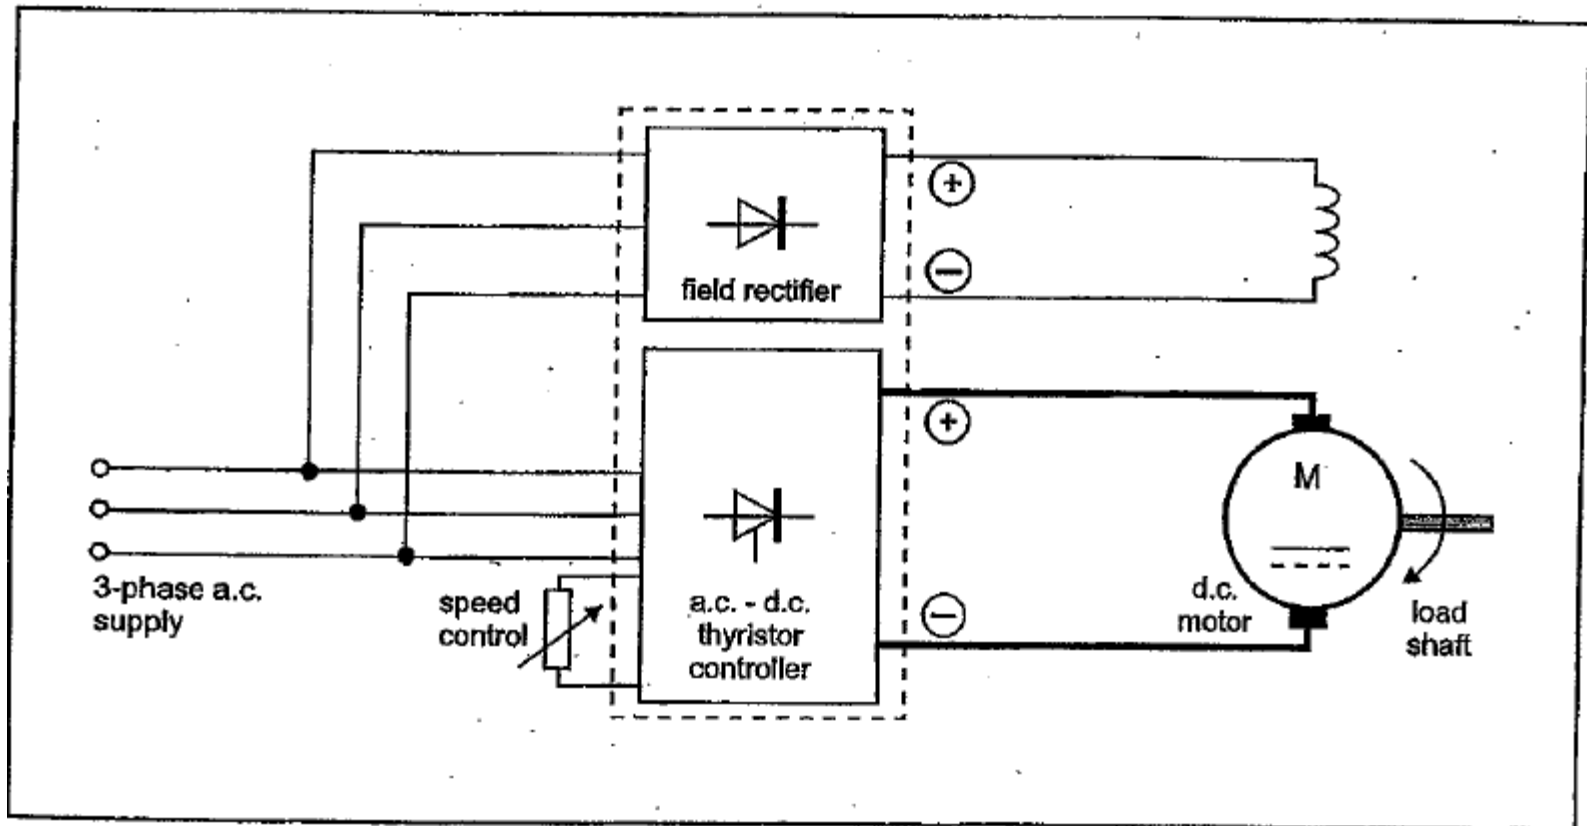 +
−
field rectifier
+
M
3-phase a.c.
supply
speed
control
a.c. - d.c.
thyristor
controller
−
d.c.
motor
load
shaft